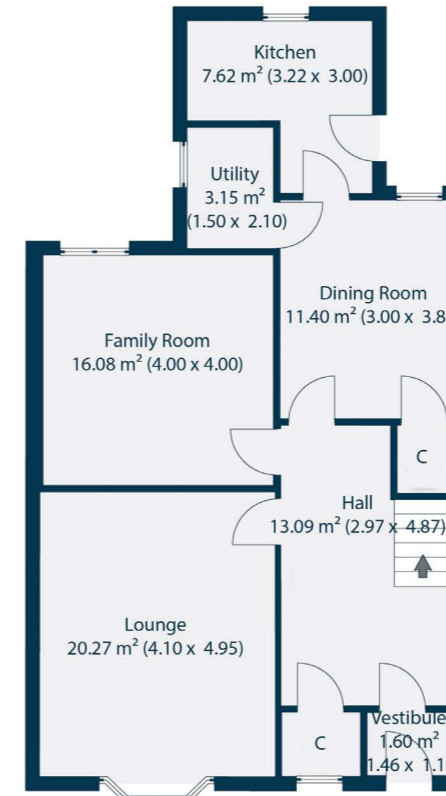 Kitchen
7.62 m² (3.22 x 3.00)
Utility
3.15 m²
(1.50 x 2.10)
Dining Room
11.40 m² (3.00 x 3.8
Family Room
16.08 m² (4.00 x 4.00)
C
Hall
13.09 m² (2.97 x 4.87)
Lounge
20.27 m² (4.10 x 4.95)
C
Vestibule
1.60 m²
1.46 x 1.1